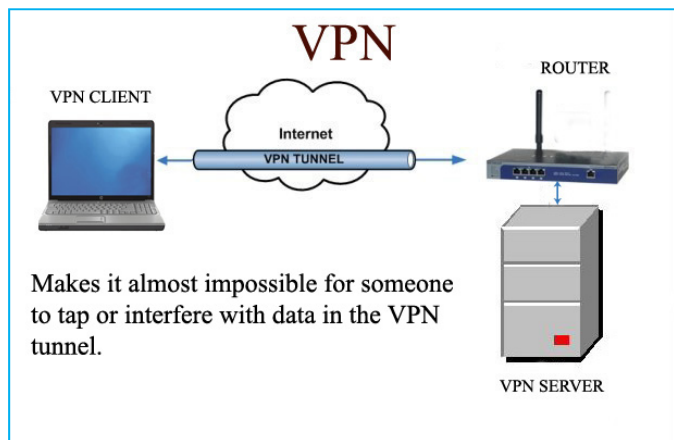 VPN
ROUTER
VPN CLIENT
Internet
VPN TUNNEL
Makes it almost impossible for someone
to tap or interfere with data in the VPN
tunnel.
VPN SERVER